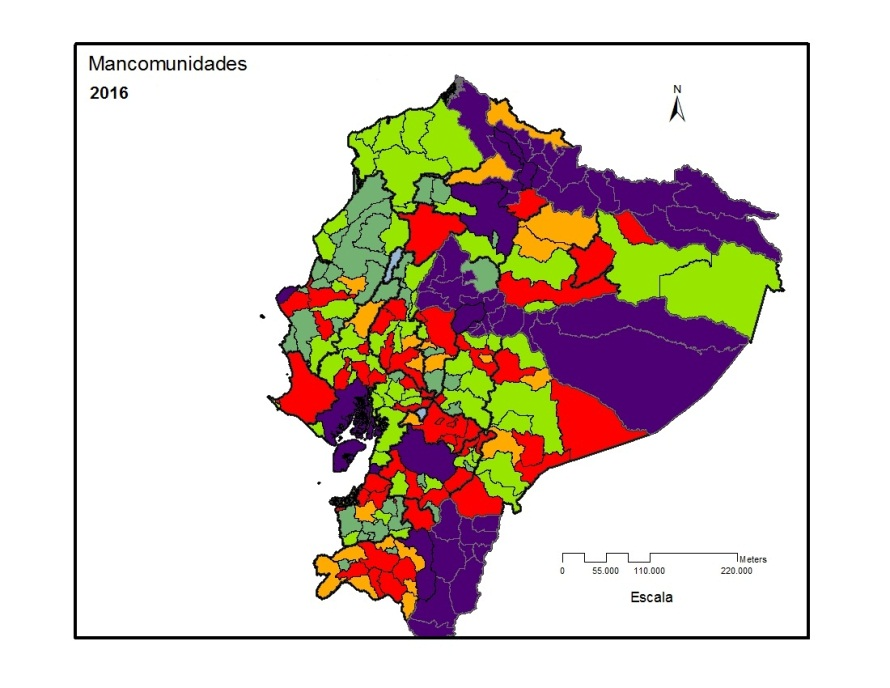 Mancomunidades
2016
N
Meters
0 55.000 110.000 220.000
Escala